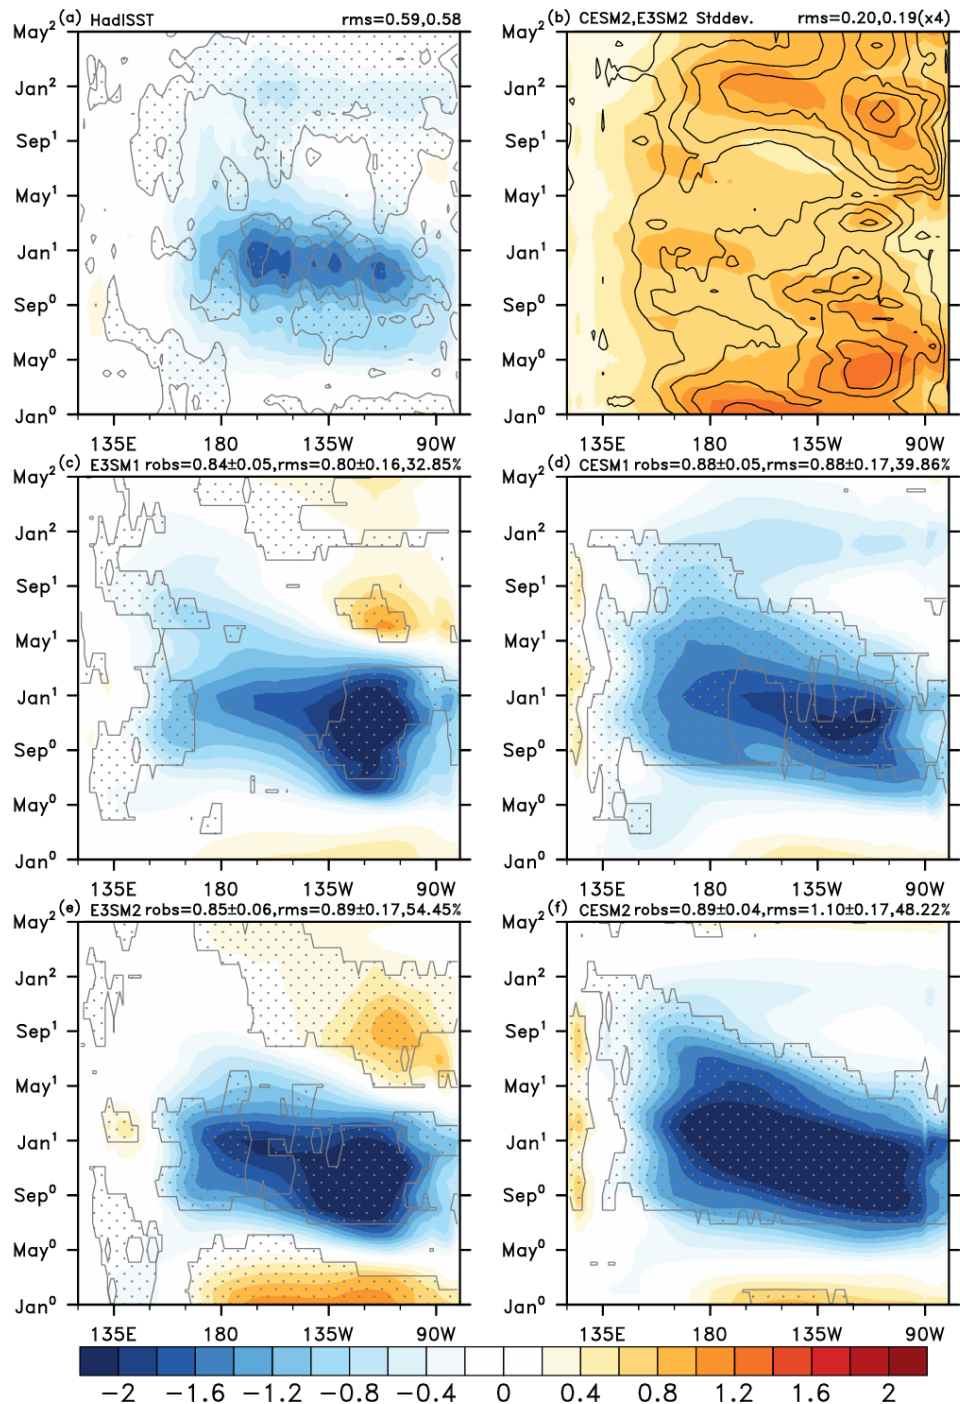 (a) HadISST rms=0.59,0.58
(b) CESM2,E3SM2 Stddev. rms=0.20,0.19(x4)
May² Jan² Sep¹ May¹ Jan¹ Sep⁰ May⁰ Jan⁰
135E 180 135W 90W
May² Jan² Sep¹ May¹ Jan¹ Sep⁰ May⁰ Jan⁰
135E 180 135W 90W
(c) E3SM1 robs=0.84±0.05,rms=0.80±0.16,32.85%
(d) CESM1 robs=0.88±0.05,rms=0.88±0.17,39.86%
May² Jan² Sep¹ May¹ Jan¹ Sep⁰ May⁰ Jan⁰
135E 180 135W 90W
May² Jan² Sep¹ May¹ Jan¹ Sep⁰ May⁰ Jan⁰
135E 180 135W 90W
(e) E3SM2 robs=0.85±0.06,rms=0.89±0.17,54.45%
(f) CESM2 robs=0.89±0.04,rms=1.10±0.17,48.22%
May² Jan² Sep¹ May¹ Jan¹ Sep⁰ May⁰ Jan⁰
135E 180 135W 90W
May² Jan² Sep¹ May¹ Jan¹ Sep⁰ May⁰ Jan⁰
135E 180 135W 90W
−2 −1.6 −1.2 −0.8 −0.4 0 0.4 0.8 1.2 1.6 2